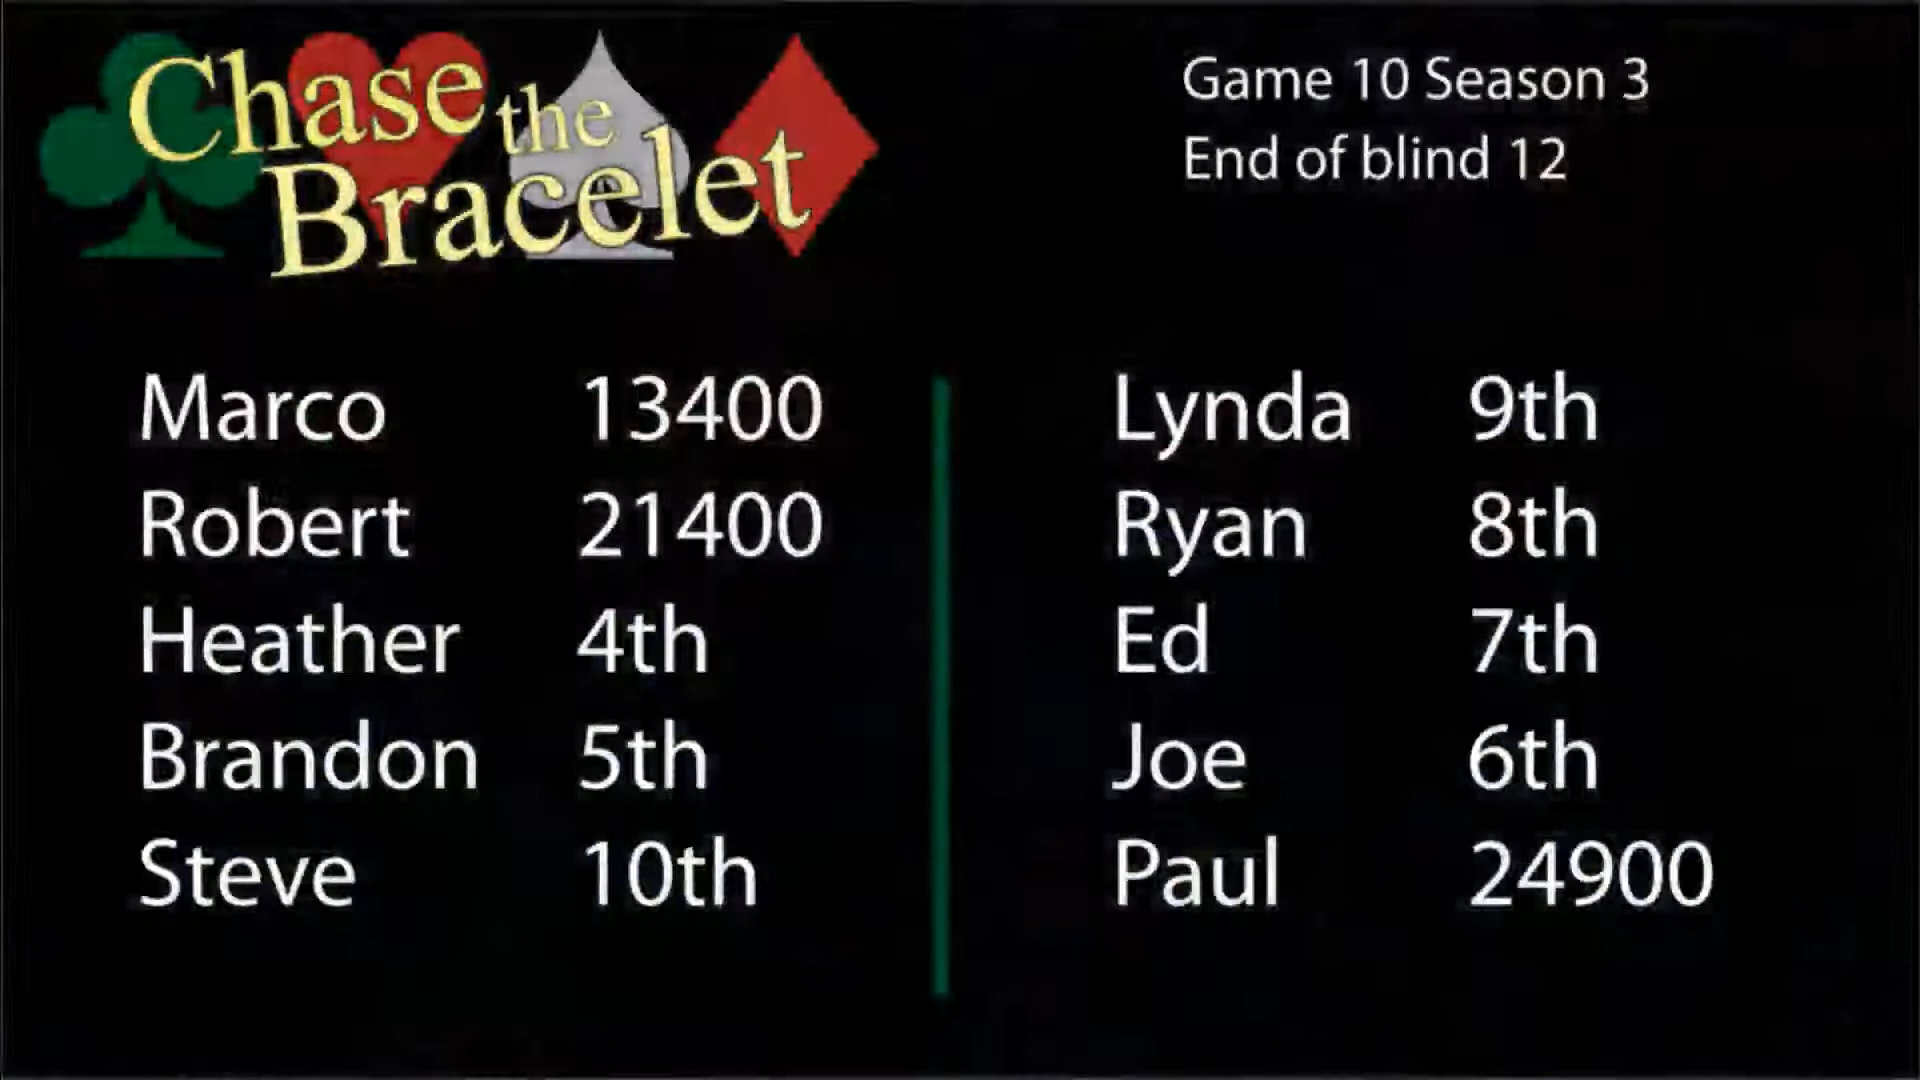 Chase the
Bracelet
Game 10 Season 3
End of blind 12
Marco 13400
Robert 21400
Heather 4th
Brandon 5th
Steve 10th
Lynda 9th
Ryan 8th
Ed 7th
Joe 6th
Paul 24900